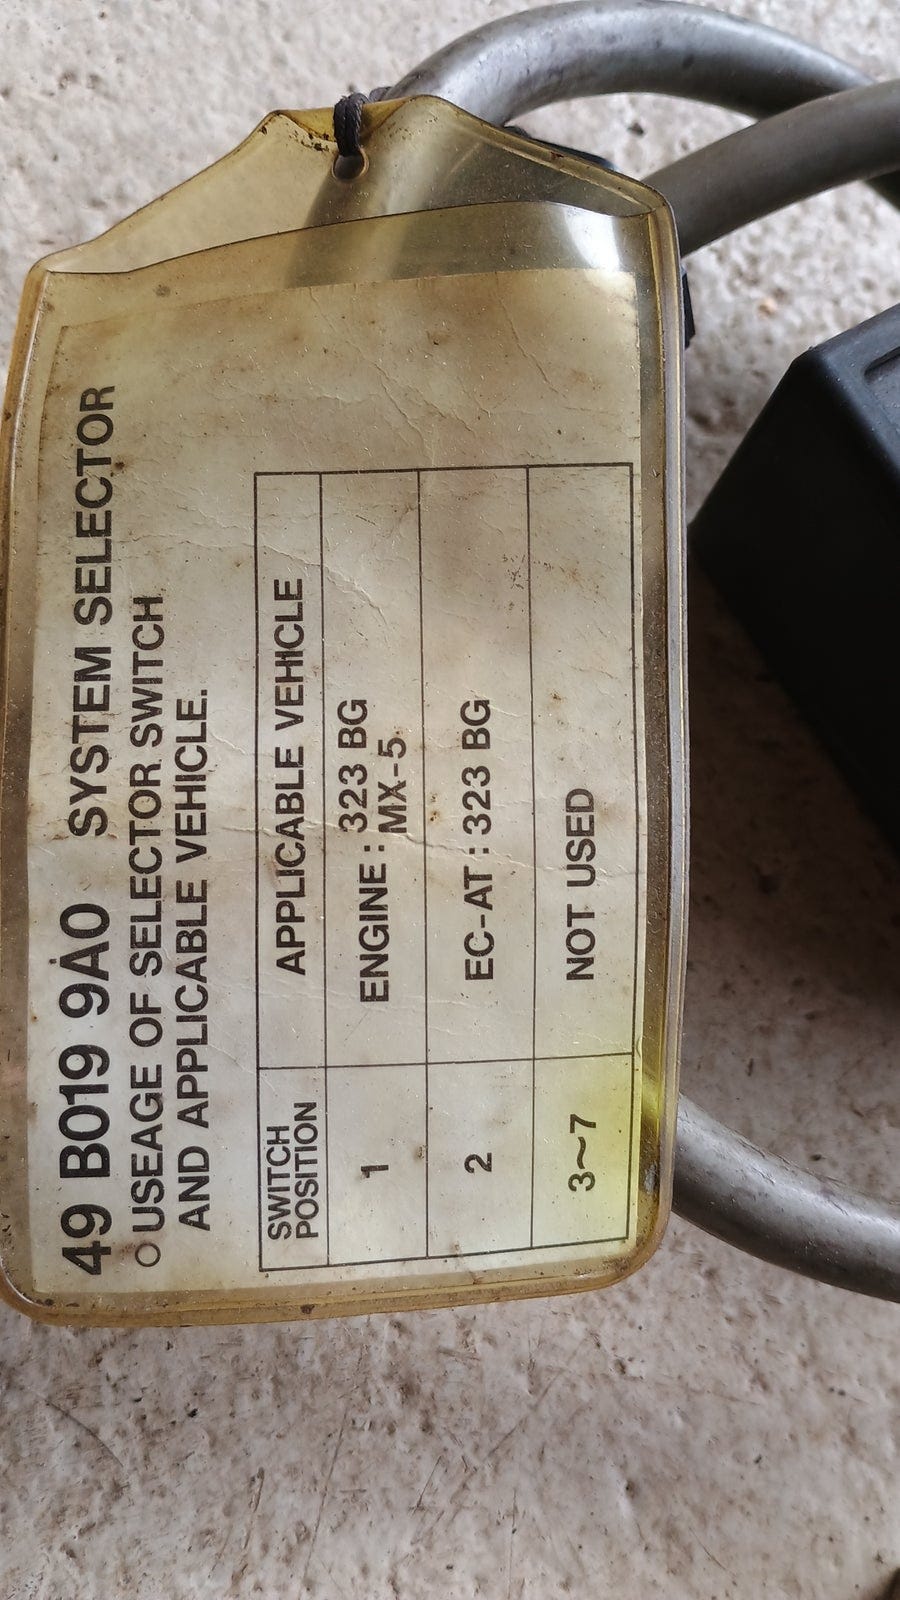 49 B019 9A0 SYSTEM SELECTOR
○ USEAGE OF SELECTOR SWITCH
AND APPLICABLE VEHICLE.
SWITCH POSITION APPLICABLE VEHICLE
1 ENGINE : 323 BG
MX-5
2 EC-AT : 323 BG
3~7 NOT USED